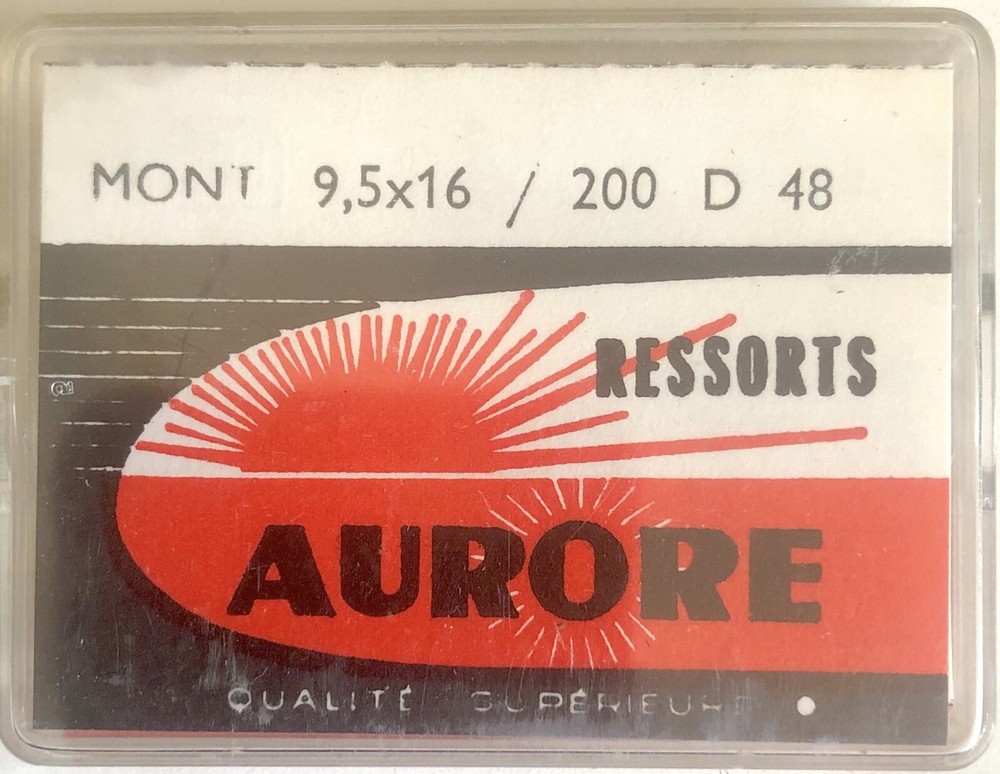 MONT 9,5x16 / 200 D 48
RESSORTS
AURORE
QUALITÉ SUPÉRIEURE